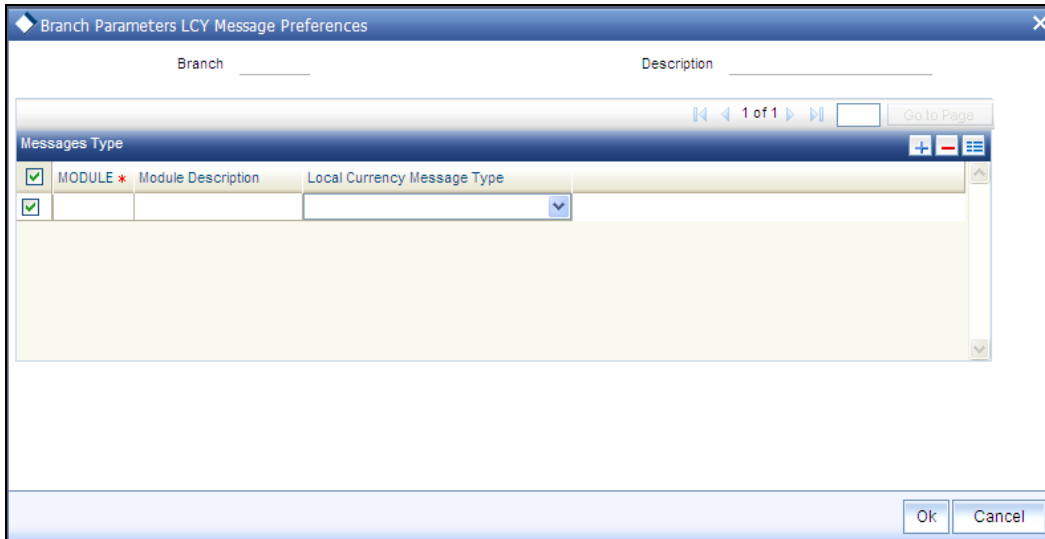 Branch Parameters LCY Message Preferences
Branch Description
1 of 1 Go to Page
Messages Type
MODULE * Module Description Local Currency Message Type
Ok Cancel